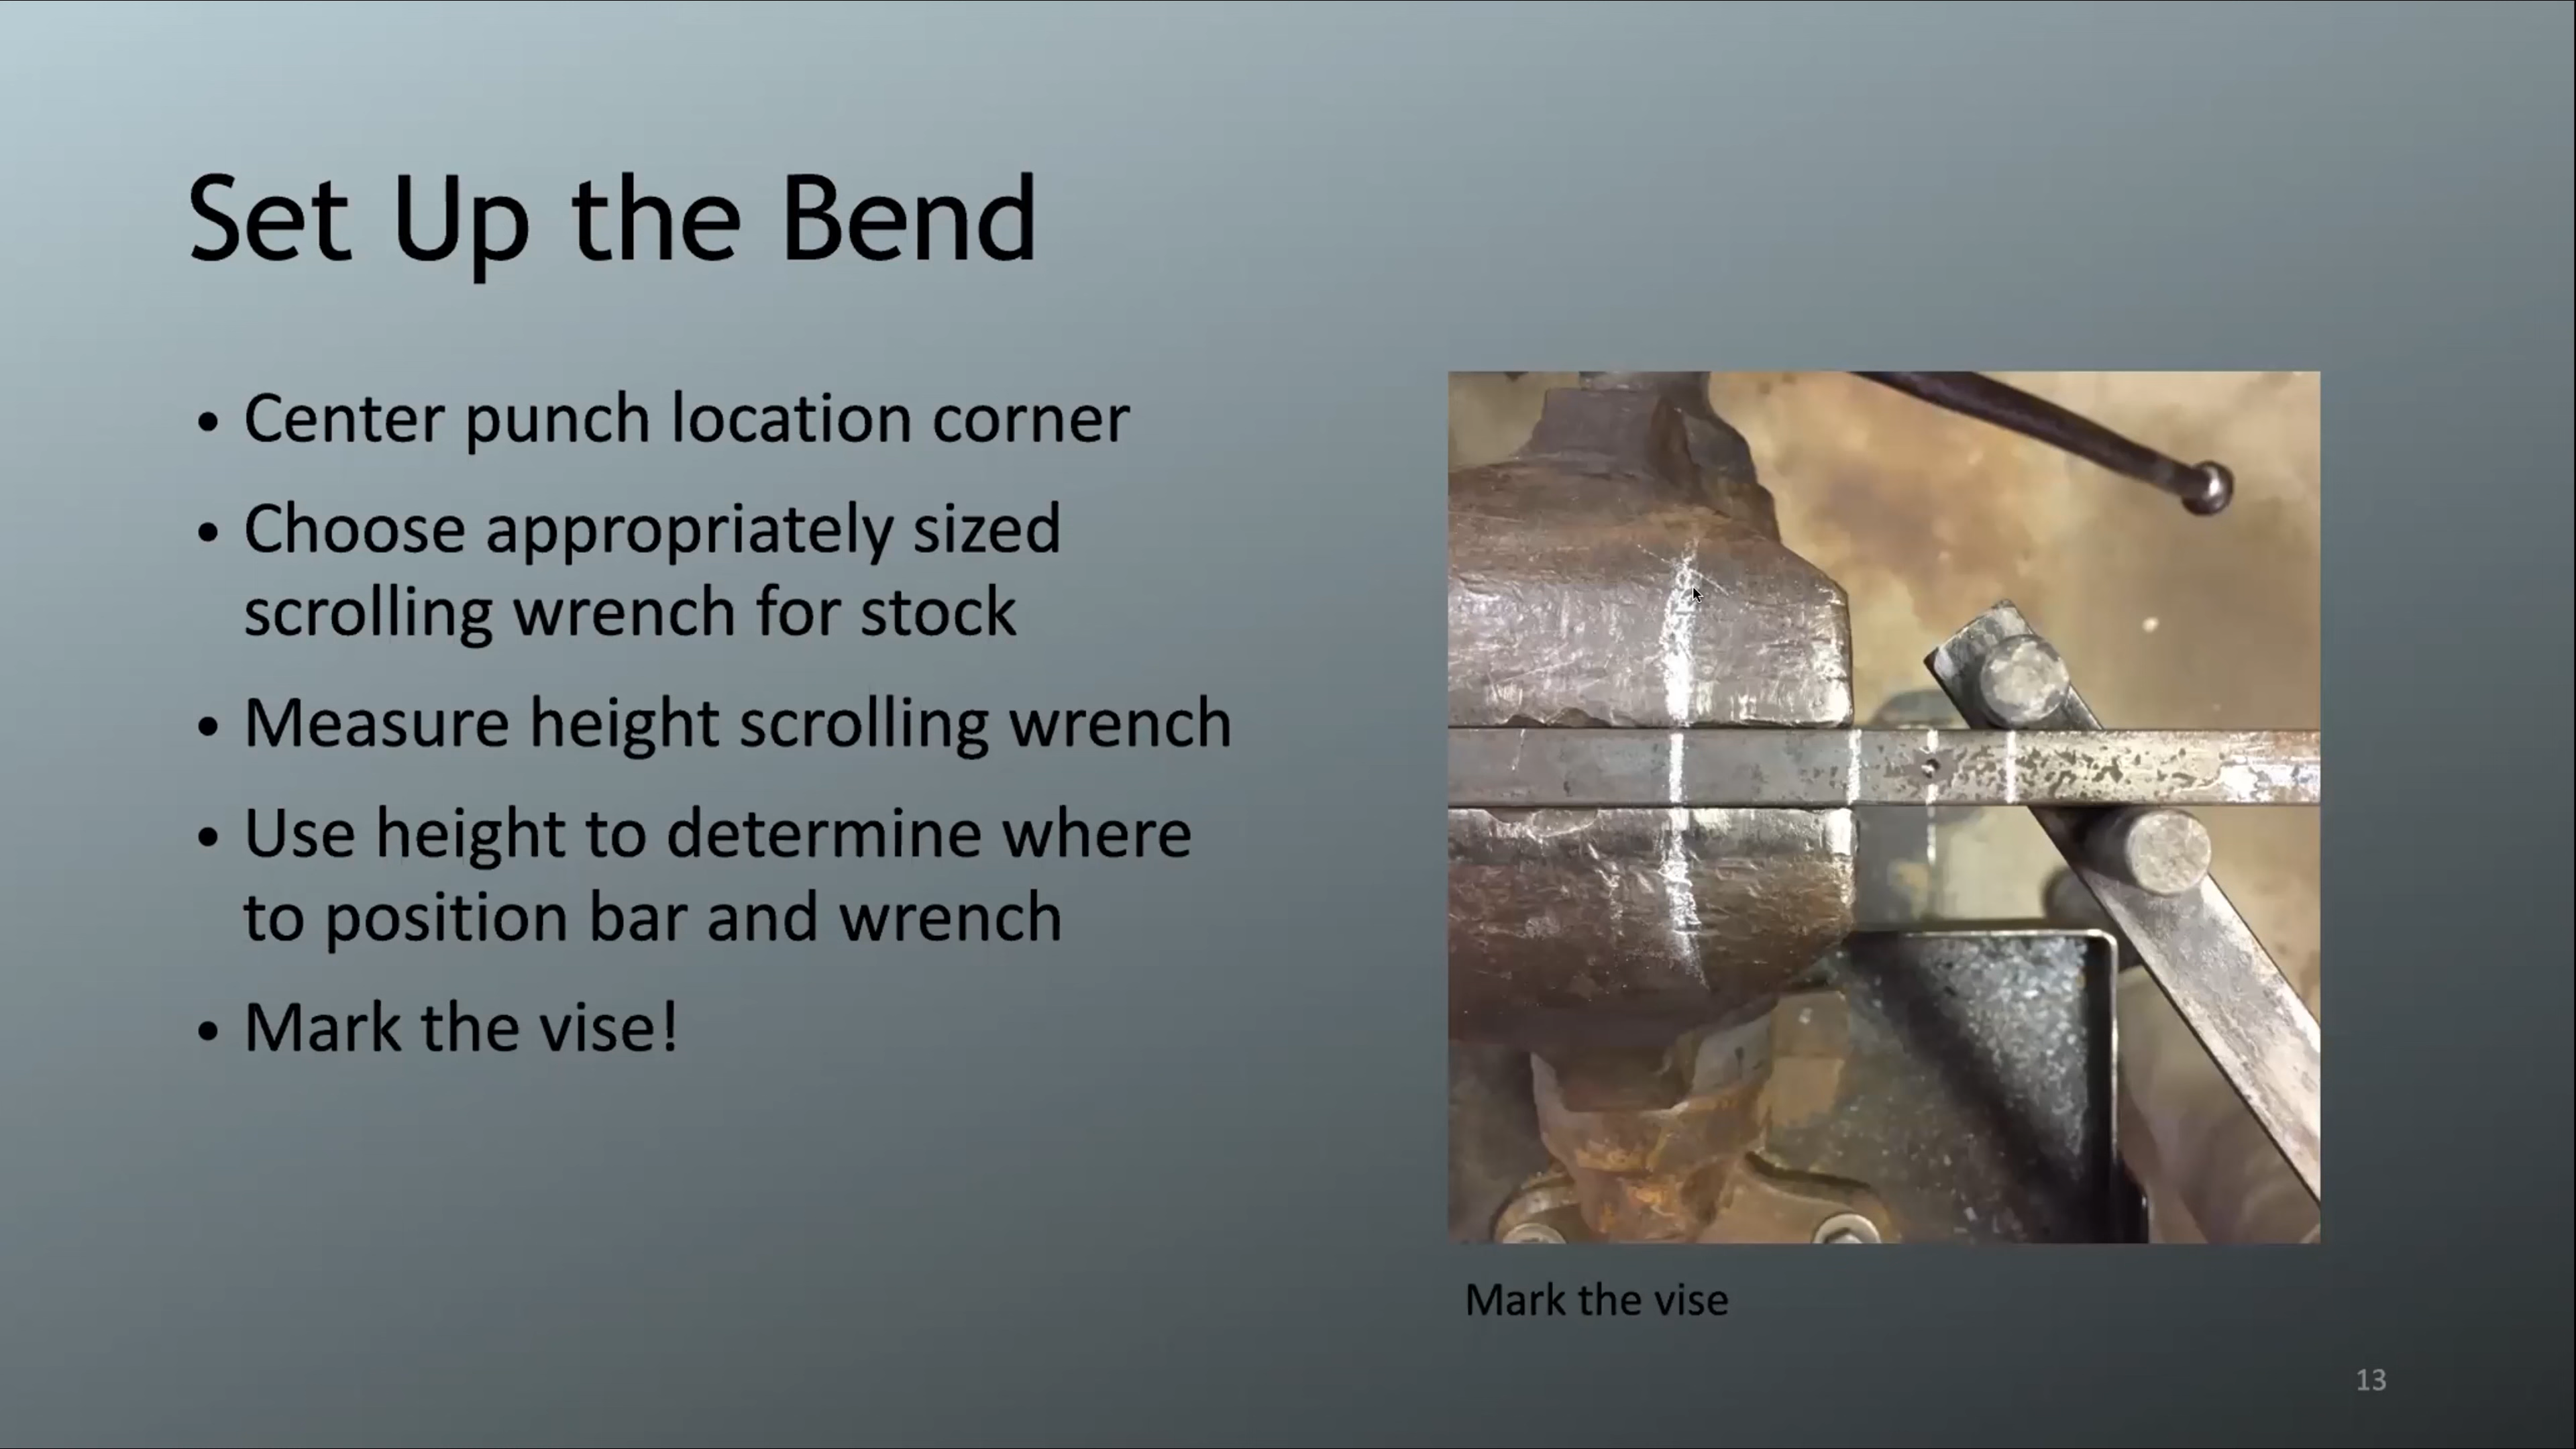 Set Up the Bend
• Center punch location corner
• Choose appropriately sized
scrolling wrench for stock
• Measure height scrolling wrench
• Use height to determine where
to position bar and wrench
• Mark the vise!
Mark the vise
13